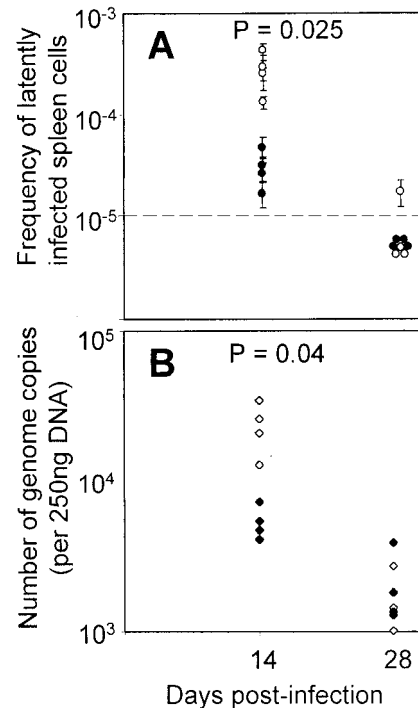 A
P = 0.025
Frequency of latently
infected spleen cells
10-3
10-4
10-5
B
P = 0.04
Number of genome copies
(per 250ng DNA)
105
104
103
14
28
Days post-infection